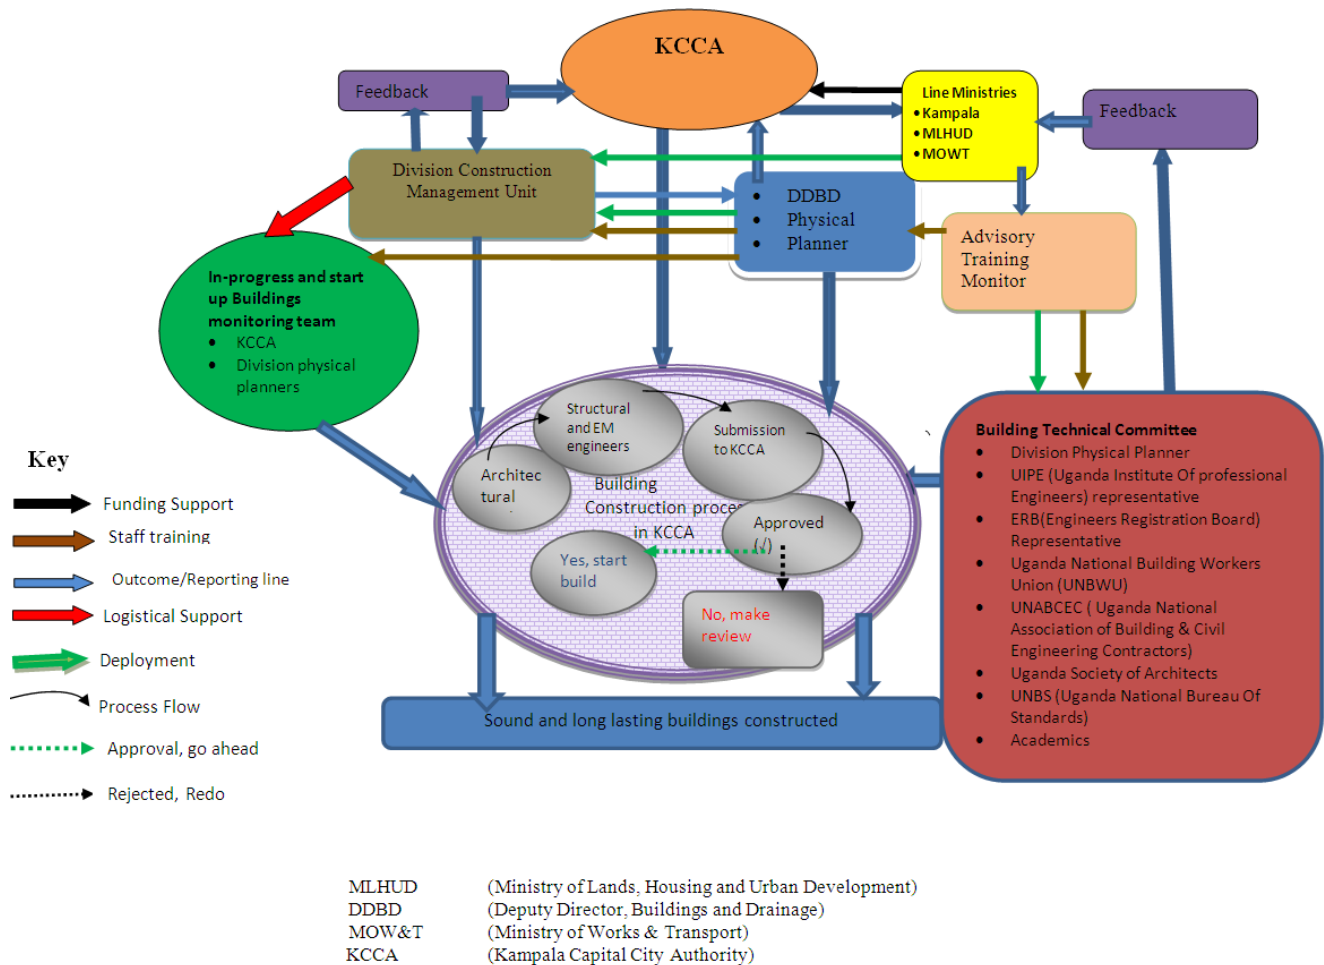 KCCA
Feedback
Line Ministries
•Kampala
•MLHUD
•MOWT
Feedback
Division Construction
Management Unit
• DDBD
• Physical
• Planner
Advisory
Training
Monitor
In-progress and start
up Buildings
monitoring team
• KCCA
• Division physical
planners
Structural
and EM
engineers
Submission
to KCCA
Architec
tural
Building
Construction proce
in KCCA
Approved
(√)
Yes, start
build
No, make
review
Sound and long lasting buildings constructed
Building Technical Committee
• Division Physical Planner
• UIPE (Uganda Institute Of professional
Engineers) representative
• ERB(Engineers Registration Board)
Representative
• Uganda National Building Workers
Union (UNBWU)
• UNABCEC ( Uganda National
Association of Building & Civil
Engineering Contractors)
• Uganda Society of Architects
• UNBS (Uganda National Bureau Of
Standards)
• Academics
Key
Funding Support
Staff training
Outcome/Reporting line
Logistical Support
Deployment
Process Flow
Approval, go ahead
Rejected, Redo
MLHUD (Ministry of Lands, Housing and Urban Development)
DDBD (Deputy Director, Buildings and Drainage)
MOW&T (Ministry of Works & Transport)
KCCA (Kampala Capital City Authority)